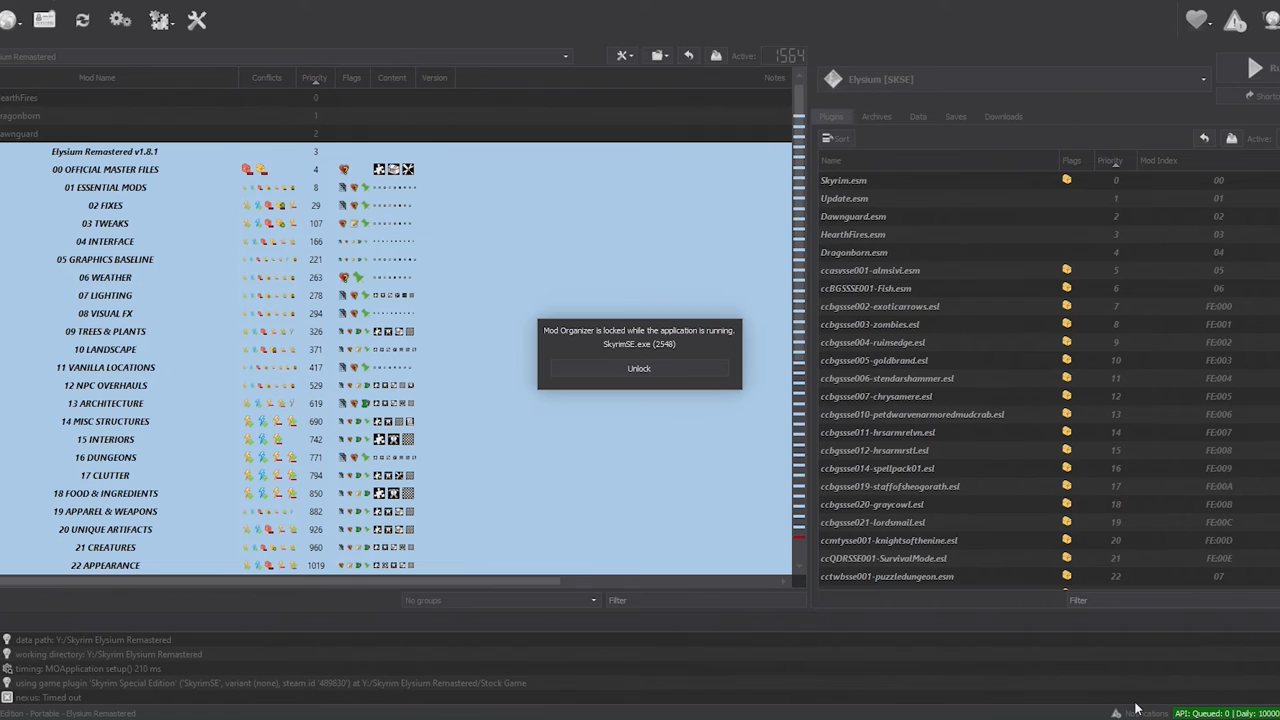 ium Remastered
Active: 1564
Mod Name Conflicts Priority Flags Content Version Notes
earthFires 0
ragonborn 1
awnguard 2
Elysium Remastered v1.8.1 3
00 OFFICIAL MASTER FILES 4
01 ESSENTIAL MODS 8
02 FIXES 29
03 TWEAKS 107
04 INTERFACE 166
05 GRAPHICS BASELINE 221
06 WEATHER 263
07 LIGHTING 278
08 VISUAL FX 294
09 TREES & PLANTS 326
10 LANDSCAPE 371
11 VANILLA LOCATIONS 417
12 NPC OVERHAULS 529
13 ARCHITECTURE 619
14 MISC STRUCTURES 690
15 INTERIORS 742
16 DUNGEONS 771
17 CLUTTER 794
18 FOOD & INGREDIENTS 850
19 APPAREL & WEAPONS 882
20 UNIQUE ARTIFACTS 926
21 CREATURES 960
22 APPEARANCE 1019
No groups Filter
Mod Organizer is locked while the application is running.
SkyrimSE.exe (2548)
Unlock
Elysium [SKSE]
Ru
Shortc
Plugins Archives Data Saves Downloads
Sort Active:
Name Flags Priority Mod Index
Skyrim.esm 0 00
Update.esm 1 01
Dawnguard.esm 2 02
HearthFires.esm 3 03
Dragonborn.esm 4 04
ccasvsse001-almsivi.esm 5 05
ccBGSSSE001-Fish.esm 6 06
ccbgssse002-exoticarrows.esl 7 FE:000
ccbgssse003-zombies.esl 8 FE:001
ccbgssse004-ruinsedge.esl 9 FE:002
ccbgssse005-goldbrand.esl 10 FE:003
ccbgssse006-stendarshammer.esl 11 FE:004
ccbgssse007-chrysamere.esl 12 FE:005
ccbgssse010-petdwarvenarmoredmudcrab.esl 13 FE:006
ccbgssse011-hrsarmrelvn.esl 14 FE:007
ccbgssse012-hrsarmrstl.esl 15 FE:008
ccbgssse014-spellpack01.esl 16 FE:009
ccbgssse019-staffofsheogorath.esl 17 FE:00A
ccbgssse020-graycowl.esl 18 FE:00B
ccbgssse021-lordsmail.esl 19 FE:00C
ccmtysse001-knightsofthenine.esl 20 FE:00D
ccQDRSSE001-SurvivalMode.esl 21 FE:00E
cctwbsse001-puzzledungeon.esm 22 07
Filter
data path: Y:/Skyrim Elysium Remastered
working directory: Y:/Skyrim Elysium Remastered
timing: MOApplication setup() 210 ms
using game plugin 'Skyrim Special Edition' ('SkyrimSE', variant (none), steam id '489830') at Y:/Skyrim Elysium Remastered/Stock Game
nexus: Timed out
Edition - Portable - Elysium Remastered
Notifications API: Queued: 0 | Daily: 10000